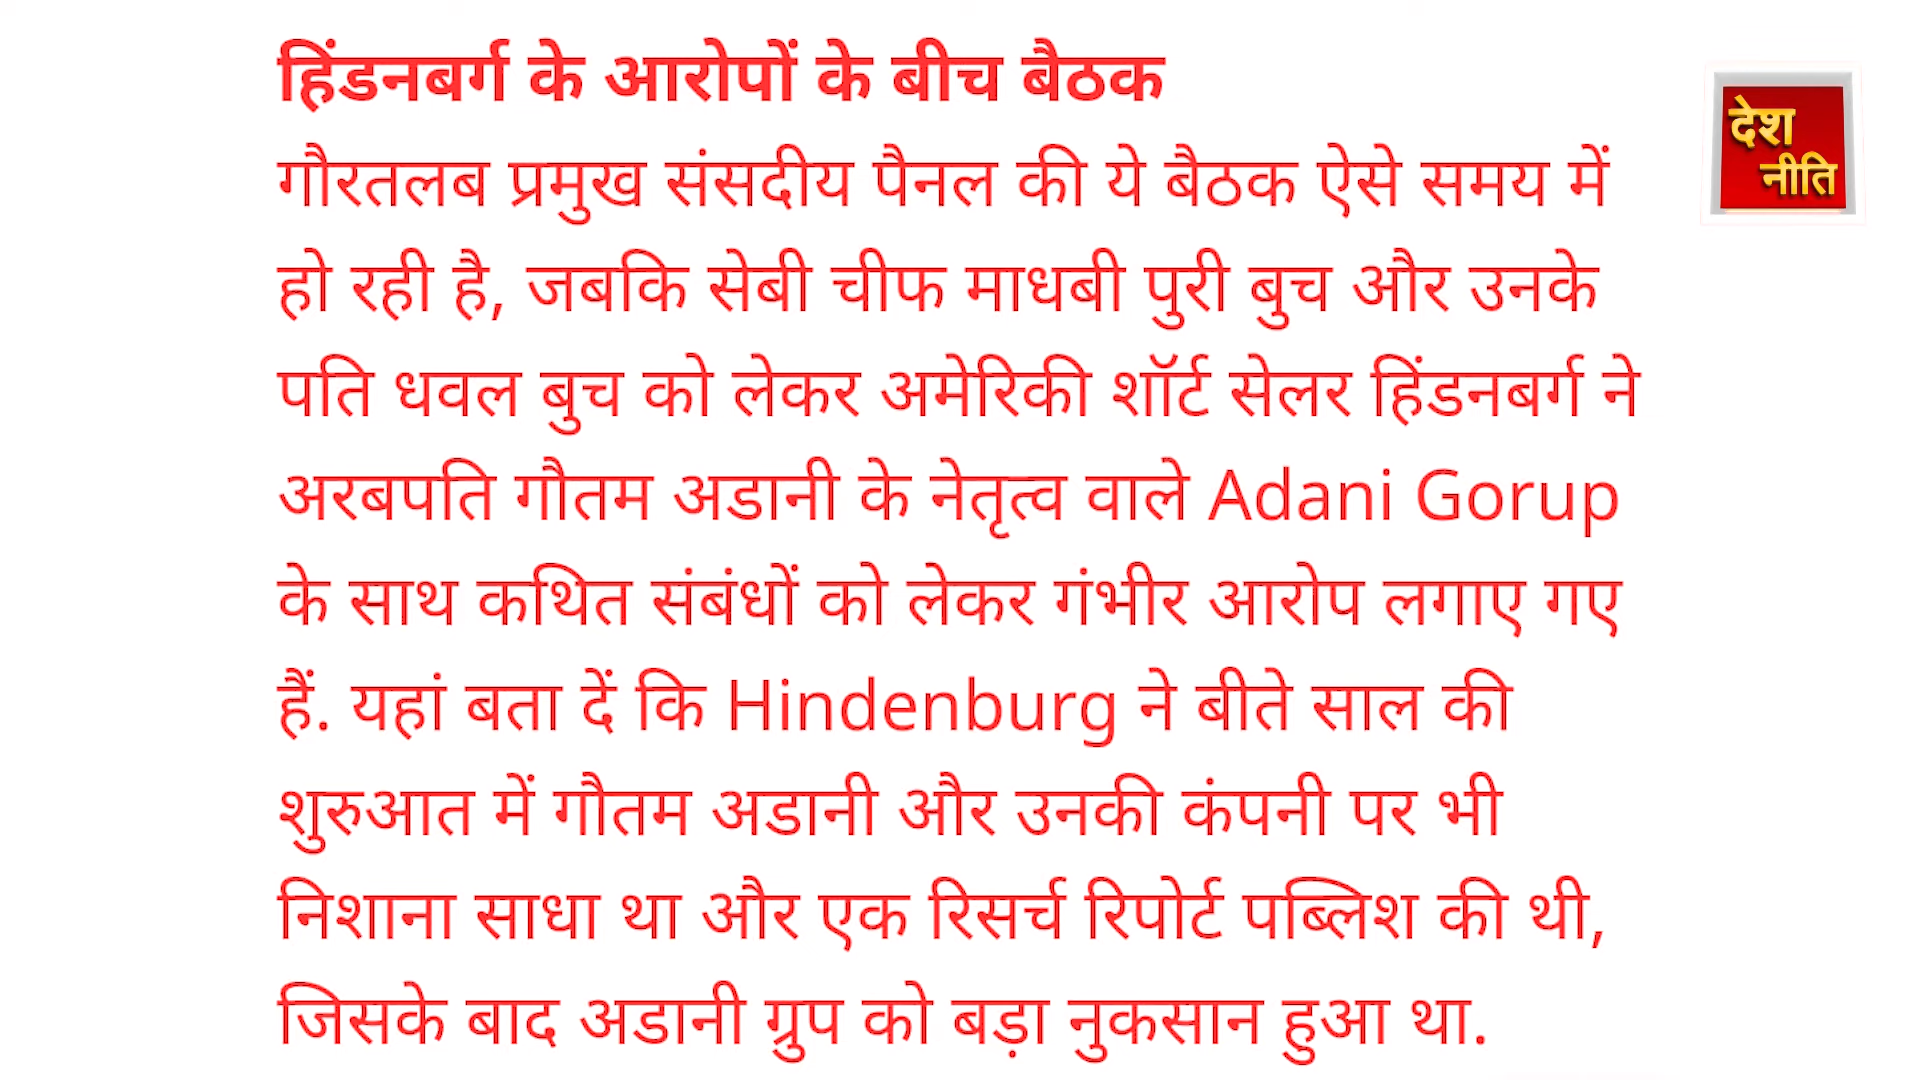 हिंडनबर्ग के आरोपों के बीच बैठक
गौरतलब प्रमुख संसदीय पैनल की ये बैठक ऐसे समय में
हो रही है, जबकि सेबी चीफ माधबी पुरी बुच और उनके
पति धवल बुच को लेकर अमेरिकी शॉर्ट सेलर हिंडनबर्ग ने
अरबपति गौतम अडानी के नेतृत्व वाले Adani Gorup
के साथ कथित संबंधों को लेकर गंभीर आरोप लगाए गए
हैं. यहां बता दें कि Hindenburg ने बीते साल की
शुरुआत में गौतम अडानी और उनकी कंपनी पर भी
निशाना साधा था और एक रिसर्च रिपोर्ट पब्लिश की थी,
जिसके बाद अडानी ग्रुप को बड़ा नुकसान हुआ था.
देश
नीति